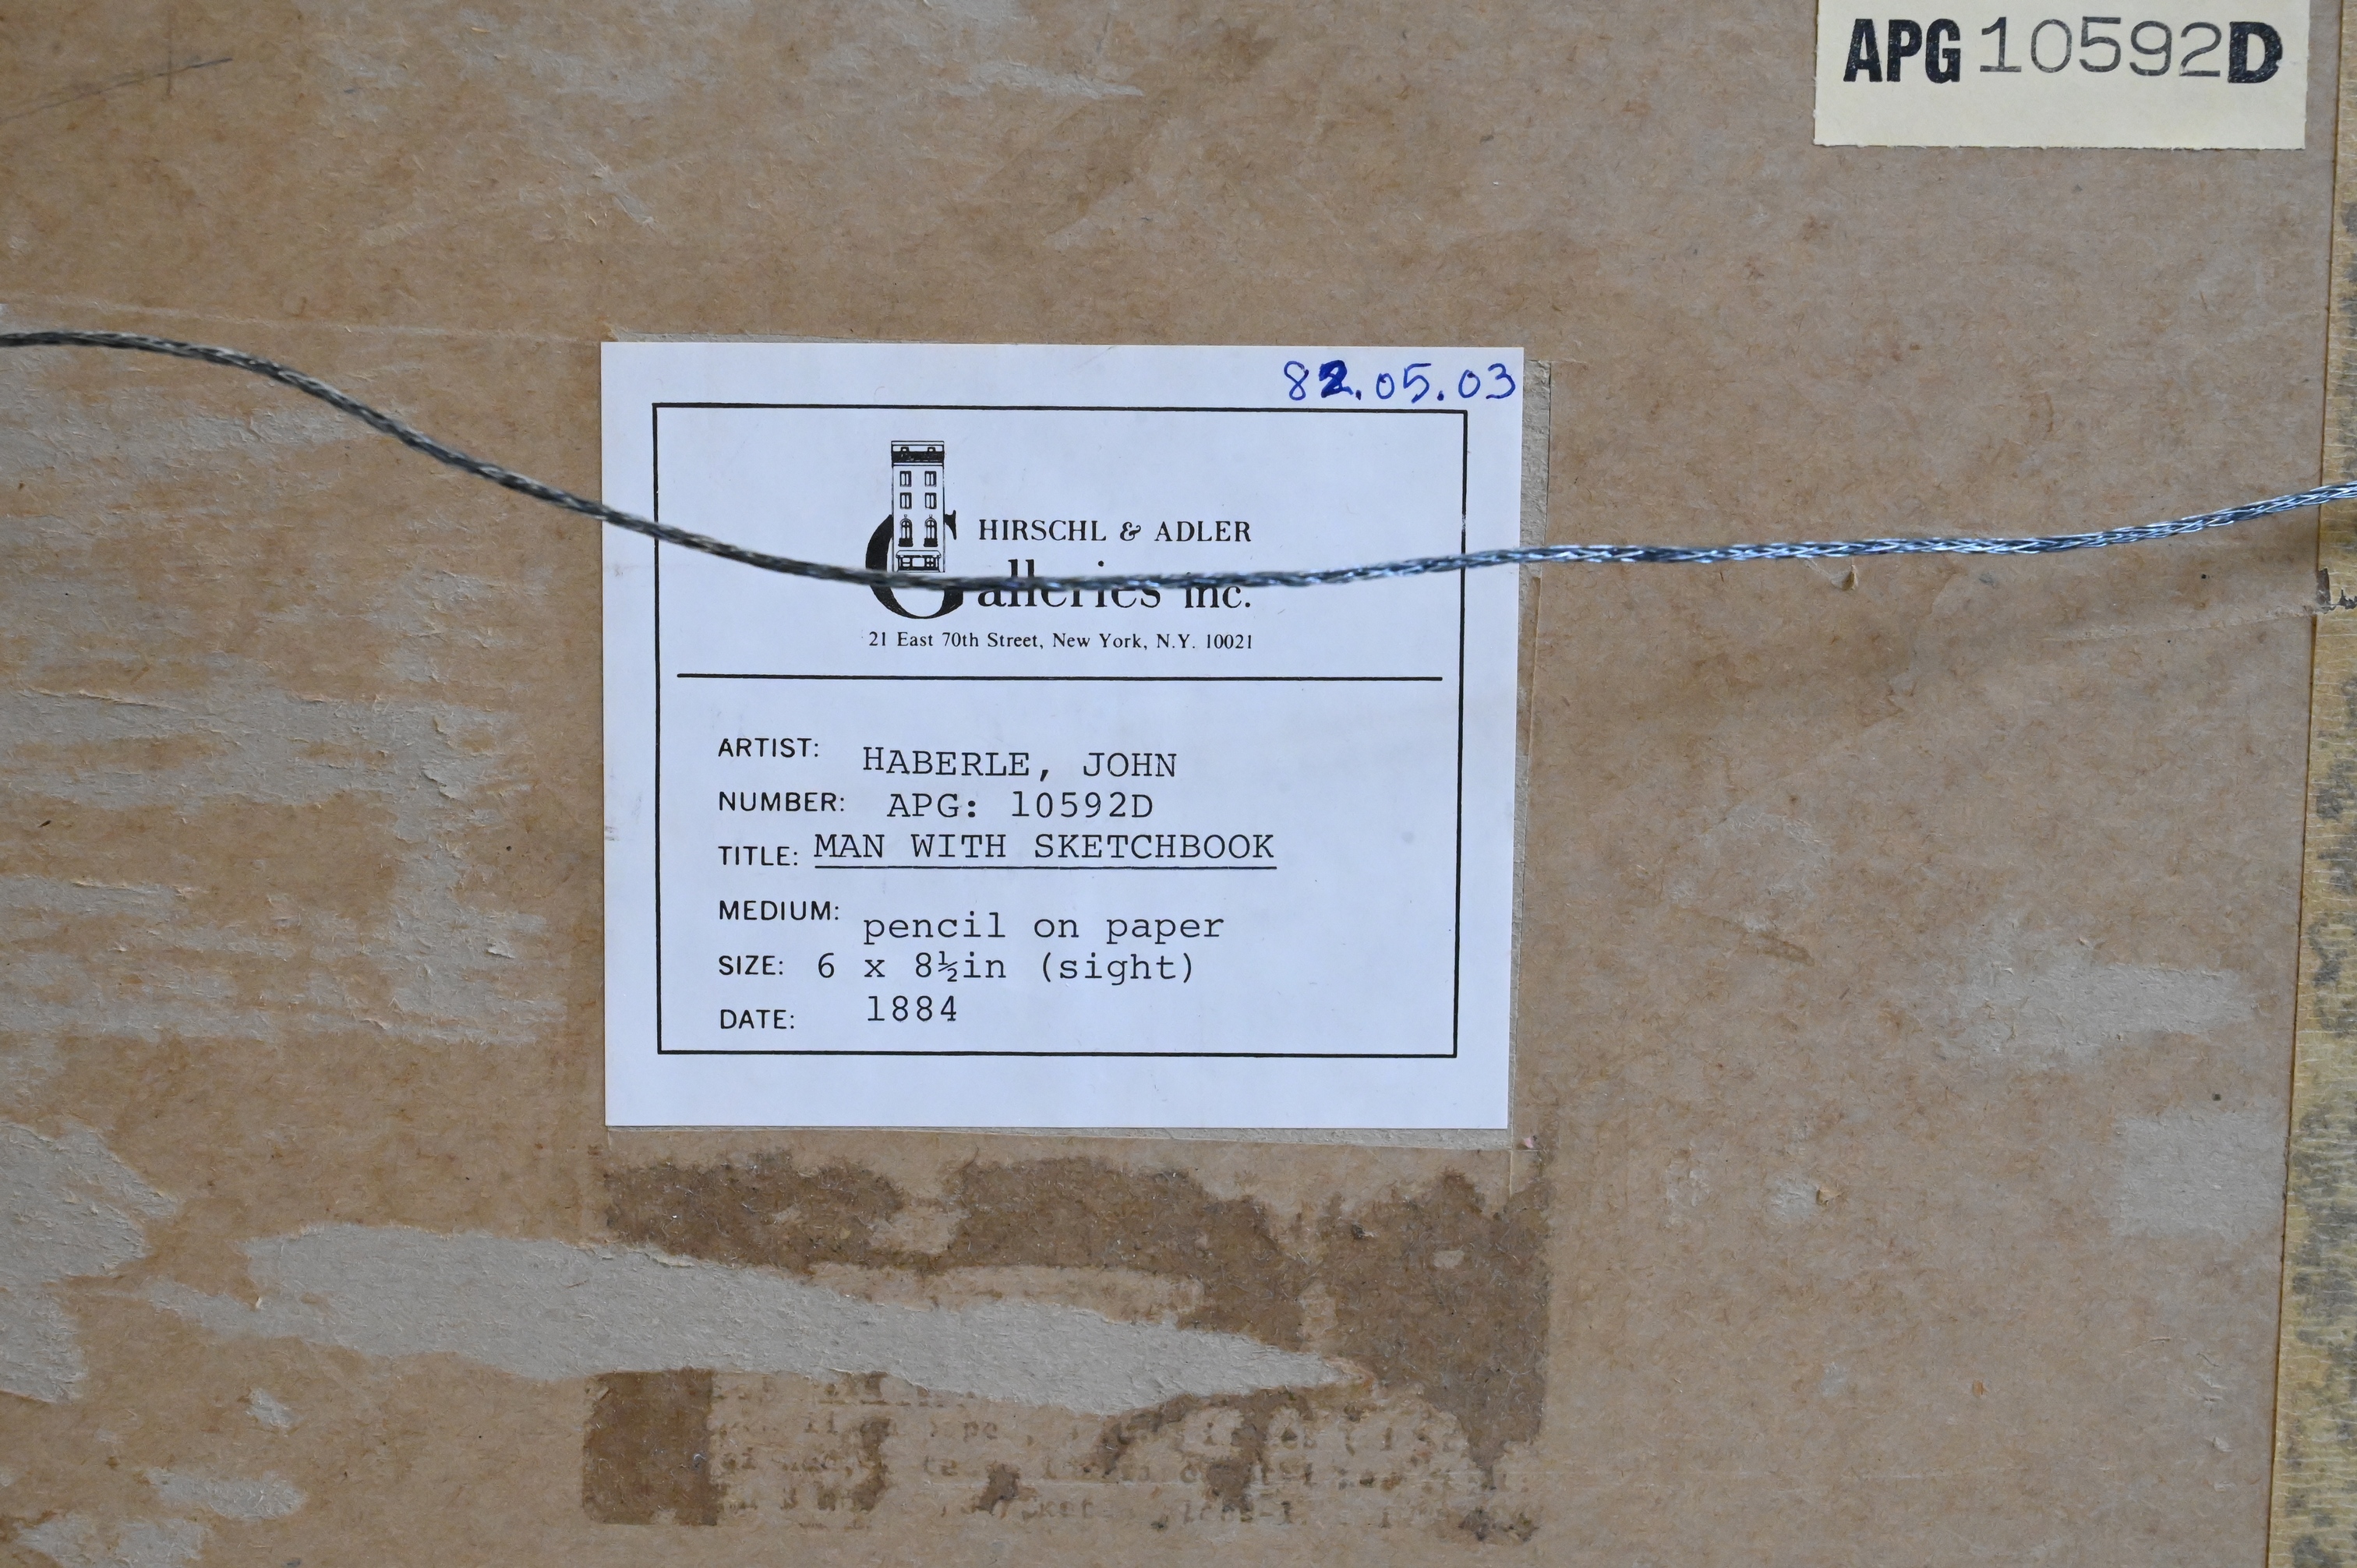 APG 10592D
82.05.03
HIRSCHL & ADLER
Galleries inc.
21 East 70th Street, New York, N.Y. 10021
ARTIST: HABERLE, JOHN
NUMBER: APG: 10592D
TITLE: MAN WITH SKETCHBOOK
MEDIUM: pencil on paper
SIZE: 6 x 8½in (sight)
DATE: 1884